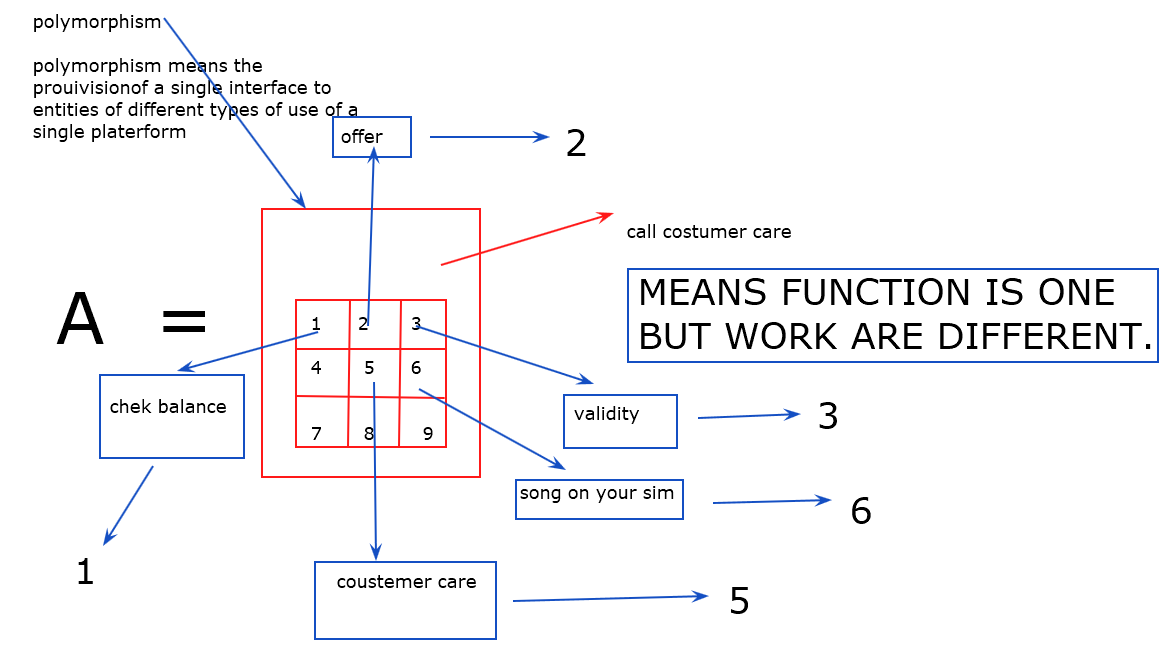 polymorphism
polymorphism means the
prouivisionof a single interface to
entities of different types of use of a
single platerform
offer
2
call costumer care
MEANS FUNCTION IS ONE
BUT WORK ARE DIFFERENT.
A =
1 2 3
4 5 6
7 8 9
chek balance
validity
3
song on your sim
6
1
coustemer care
5